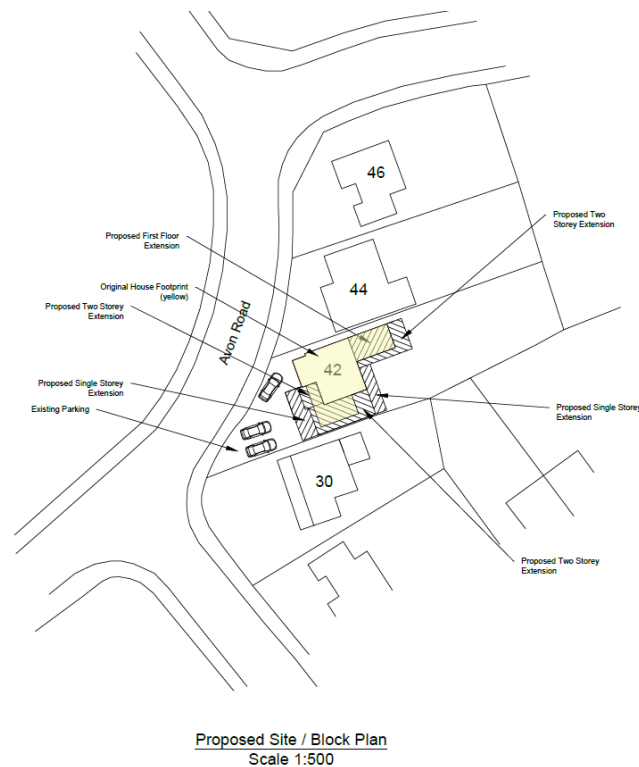 46
Proposed Two
Storey Extension
Proposed First Floor
Extension
44
Original House Footprint
(yellow)
Proposed Two Storey
Extension
Avon Road
42
Proposed Single Storey
Extension
Existing Parking
Proposed Single Storey
Extension
30
Proposed Two Storey
Extension
Proposed Site / Block Plan
Scale 1:500